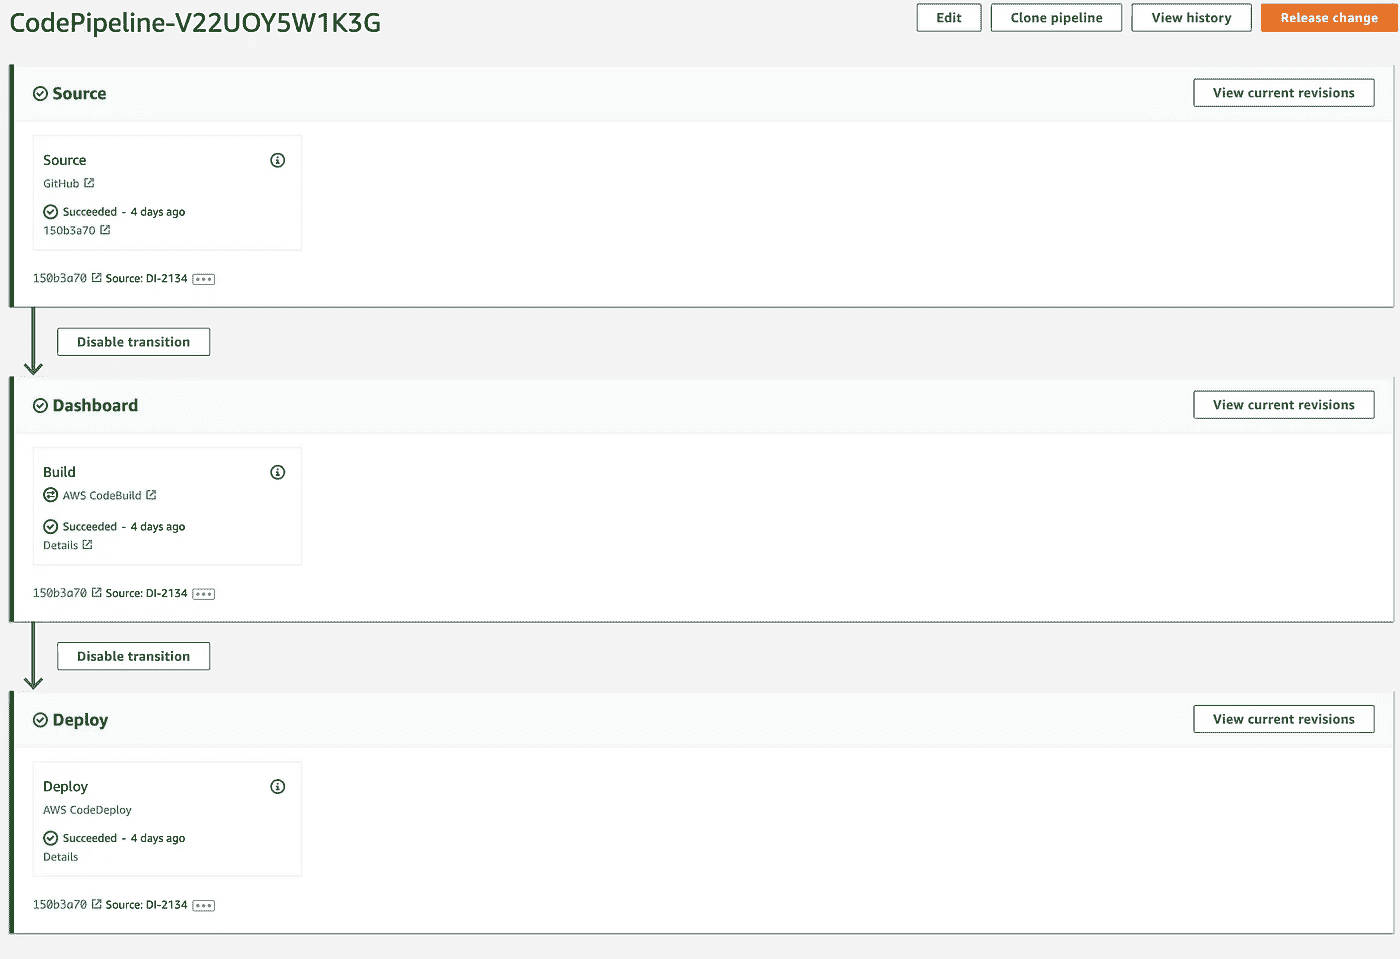 CodePipeline-V22UOY5W1K3G
Edit
Clone pipeline
View history
Release change
Source
View current revisions
Source
GitHub
Succeeded - 4 days ago
150b3a70
150b3a70 Source: DI-2134
Disable transition
Dashboard
View current revisions
Build
AWS CodeBuild
Succeeded - 4 days ago
Details
150b3a70 Source: DI-2134
Disable transition
Deploy
View current revisions
Deploy
AWS CodeDeploy
Succeeded - 4 days ago
Details
150b3a70 Source: DI-2134